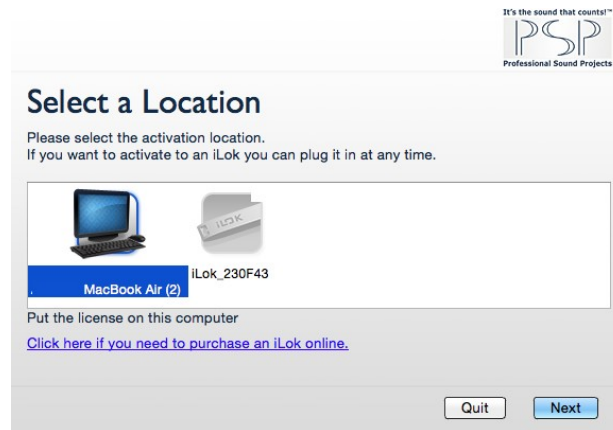 It's the sound that counts!™
PSP
Professional Sound Projects
Select a Location
Please select the activation location.
If you want to activate to an iLok you can plug it in at any time.
iLOK
iLok_230F43
MacBook Air (2)
Put the license on this computer
Click here if you need to purchase an iLok online.
Quit Next